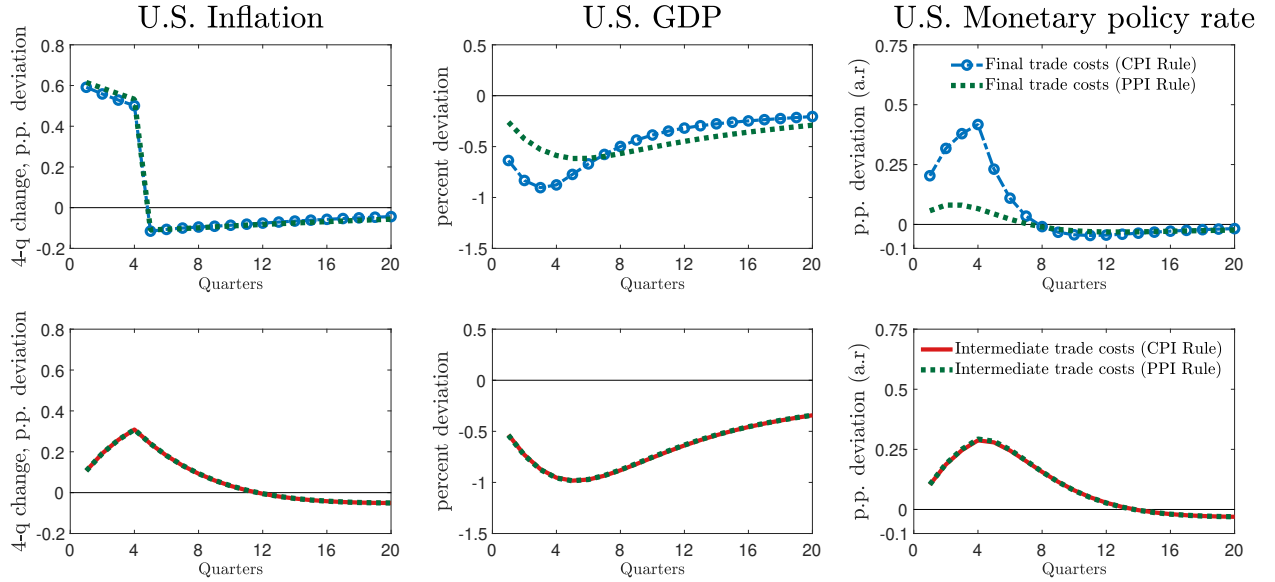 U.S. Inflation
U.S. GDP
U.S. Monetary policy rate
4-q change, p.p. deviation
0.8
0.6
0.4
0.2
0
-0.2
0 4 8 12 16 20
Quarters
percent deviation
0.5
0
-0.5
-1
-1.5
0 4 8 12 16 20
Quarters
p.p. deviation (a.r)
0.75
0.5
0.25
0
-0.1
0 4 8 12 16 20
Quarters
Final trade costs (CPI Rule)
Final trade costs (PPI Rule)
4-q change, p.p. deviation
0.8
0.6
0.4
0.2
0
-0.2
0 4 8 12 16 20
Quarters
percent deviation
0.5
0
-0.5
-1
-1.5
0 4 8 12 16 20
Quarters
p.p. deviation (a.r)
0.75
0.5
0.25
0
-0.1
0 4 8 12 16 20
Quarters
Intermediate trade costs (CPI Rule)
Intermediate trade costs (PPI Rule)